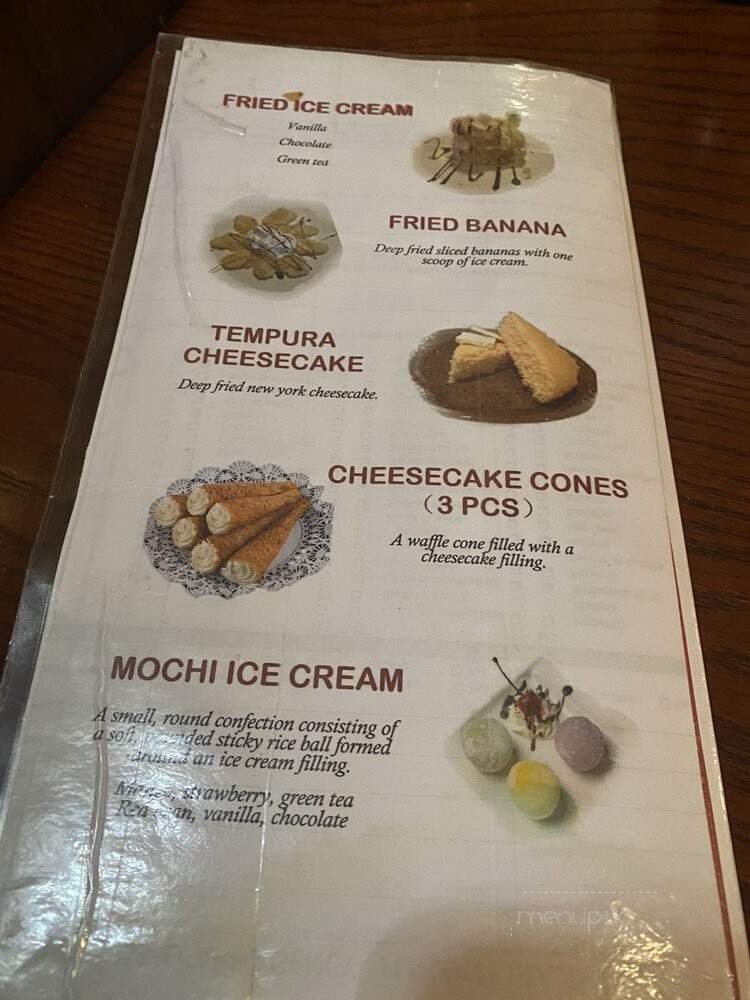 FRIED ICE CREAM
Vanilla
Chocolate
Green tea
FRIED BANANA
Deep fried sliced bananas with one
scoop of ice cream.
TEMPURA
CHEESECAKE
Deep fried new york cheesecake.
CHEESECAKE CONES
（3 PCS）
A waffle cone filled with a
cheesecake filling.
MOCHI ICE CREAM
A small, round confection consisting of
a soft, pounded sticky rice ball formed
around an ice cream filling.
strawberry, green tea
Red bean, vanilla, chocolate